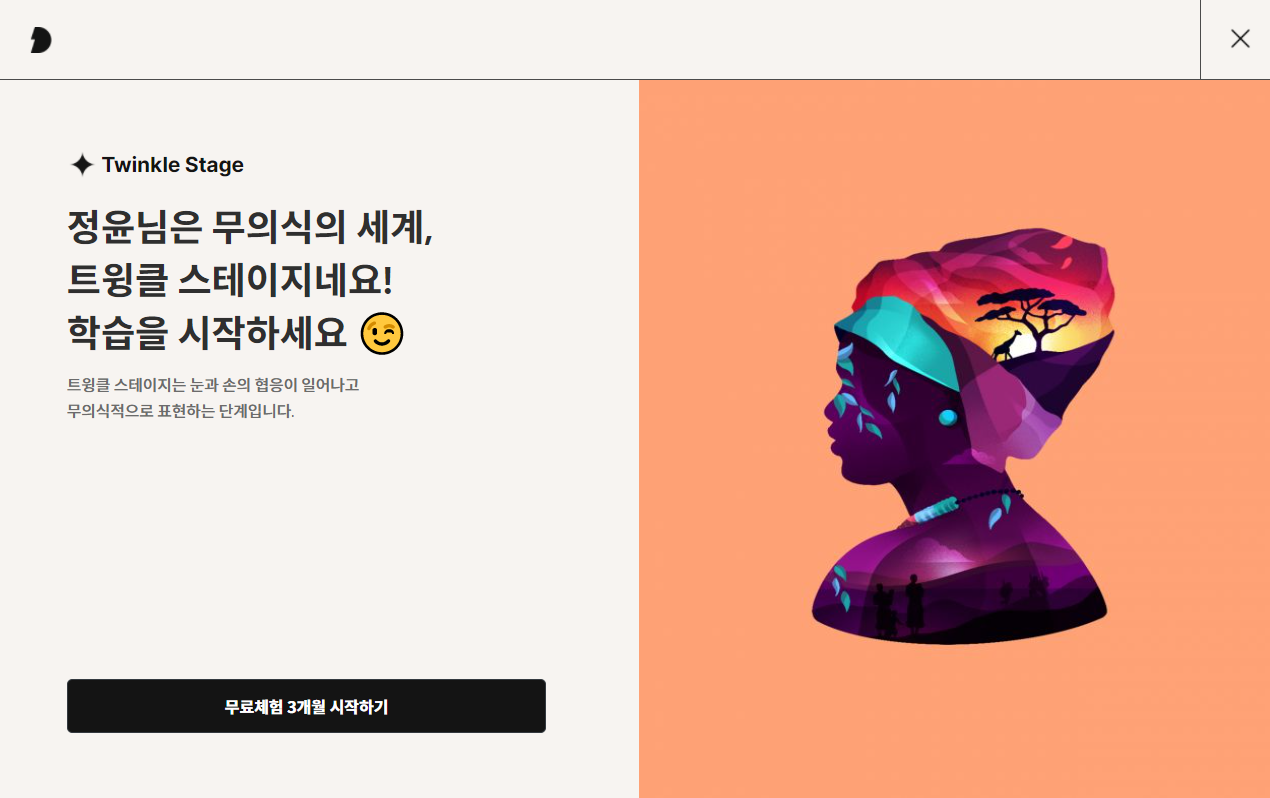 Twinkle Stage
정윤님은 무의식의 세계,
트윙클 스테이지네요!
학습을 시작하세요 😉
트윙클 스테이지는 눈과 손의 협응이 일어나고
무의식적으로 표현하는 단계입니다.
무료체험 3개월 시작하기